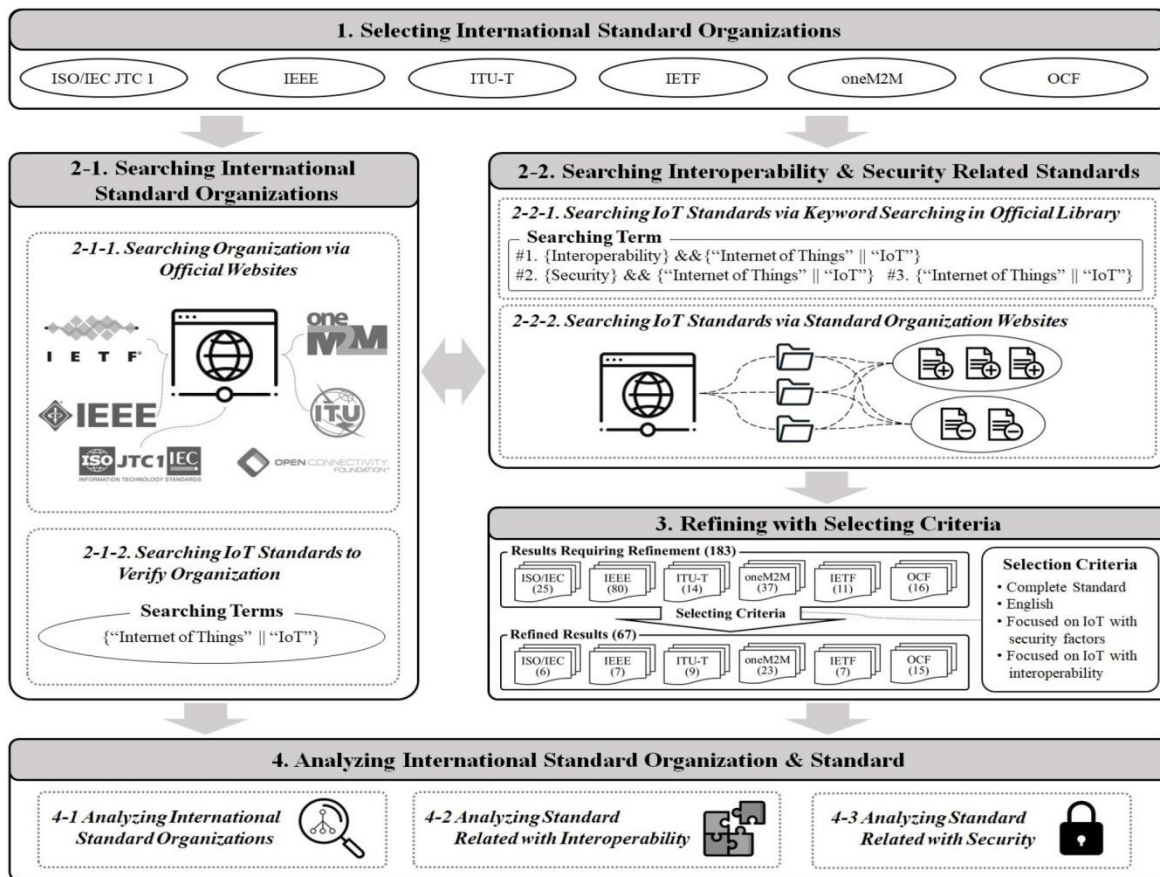 1. Selecting International Standard Organizations
ISO/IEC JTC 1
IEEE
ITU-T
IETF
oneM2M
OCF
2-1. Searching International
Standard Organizations
2-1-1. Searching Organization via
Official Websites
IETF®
one
M2M
IEEE
ITU
ISO JTC1 IEC
INFORMATION TECHNOLOGY STANDARDS
OPEN CONNECTIVITY
FOUNDATION™
2-1-2. Searching IoT Standards to
Verify Organization
Searching Terms
{“Internet of Things” || “IoT”}
2-2. Searching Interoperability & Security Related Standards
2-2-1. Searching IoT Standards via Keyword Searching in Official Library
Searching Term
#1. {Interoperability} &&{“Internet of Things” || “IoT”}
#2. {Security} && {“Internet of Things” || “IoT”} #3. {“Internet of Things” || “IoT”}
2-2-2. Searching IoT Standards via Standard Organization Websites
3. Refining with Selecting Criteria
Results Requiring Refinement (183)
ISO/IEC
(25)
IEEE
(80)
ITU-T
(14)
oneM2M
(37)
IETF
(11)
OCF
(16)
Selecting Criteria
Refined Results (67)
ISO/IEC
(6)
IEEE
(7)
ITU-T
(9)
oneM2M
(23)
IETF
(7)
OCF
(15)
Selection Criteria
• Complete Standard
• English
• Focused on IoT with
security factors
• Focused on IoT with
interoperability
4. Analyzing International Standard Organization & Standard
4-1 Analyzing International
Standard Organizations
4-2 Analyzing Standard
Related with Interoperability
4-3 Analyzing Standard
Related with Security